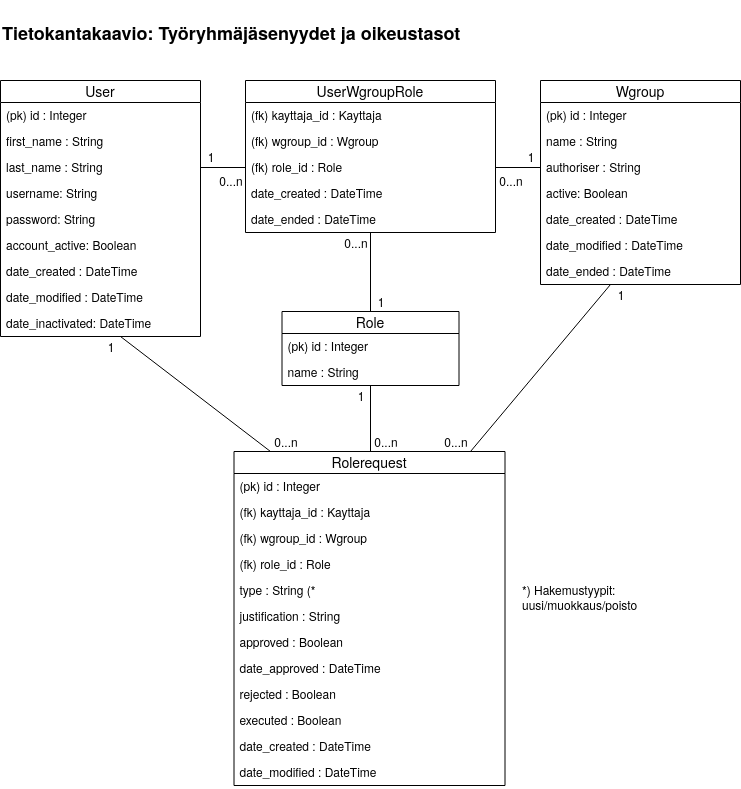 Tietokantakaavio: Työryhmäjäsenyydet ja oikeustasot
User
(pk) id : Integer
first_name : String
last_name : String
username: String
password: String
account_active: Boolean
date_created : DateTime
date_modified : DateTime
date_inactivated: DateTime
1
0...n
UserWgroupRole
(fk) kayttaja_id : Kayttaja
(fk) wgroup_id : Wgroup
(fk) role_id : Role
date_created : DateTime
date_ended : DateTime
1
0...n
Wgroup
(pk) id : Integer
name : String
authoriser : String
active: Boolean
date_created : DateTime
date_modified : DateTime
date_ended : DateTime
0...n
1
Role
(pk) id : Integer
name : String
1
1
1
0...n
0...n
0...n
Rolerequest
(pk) id : Integer
(fk) kayttaja_id : Kayttaja
(fk) wgroup_id : Wgroup
(fk) role_id : Role
type : String (*
justification : String
approved : Boolean
date_approved : DateTime
rejected : Boolean
executed : Boolean
date_created : DateTime
date_modified : DateTime
*) Hakemustyypit:
uusi/muokkaus/poisto